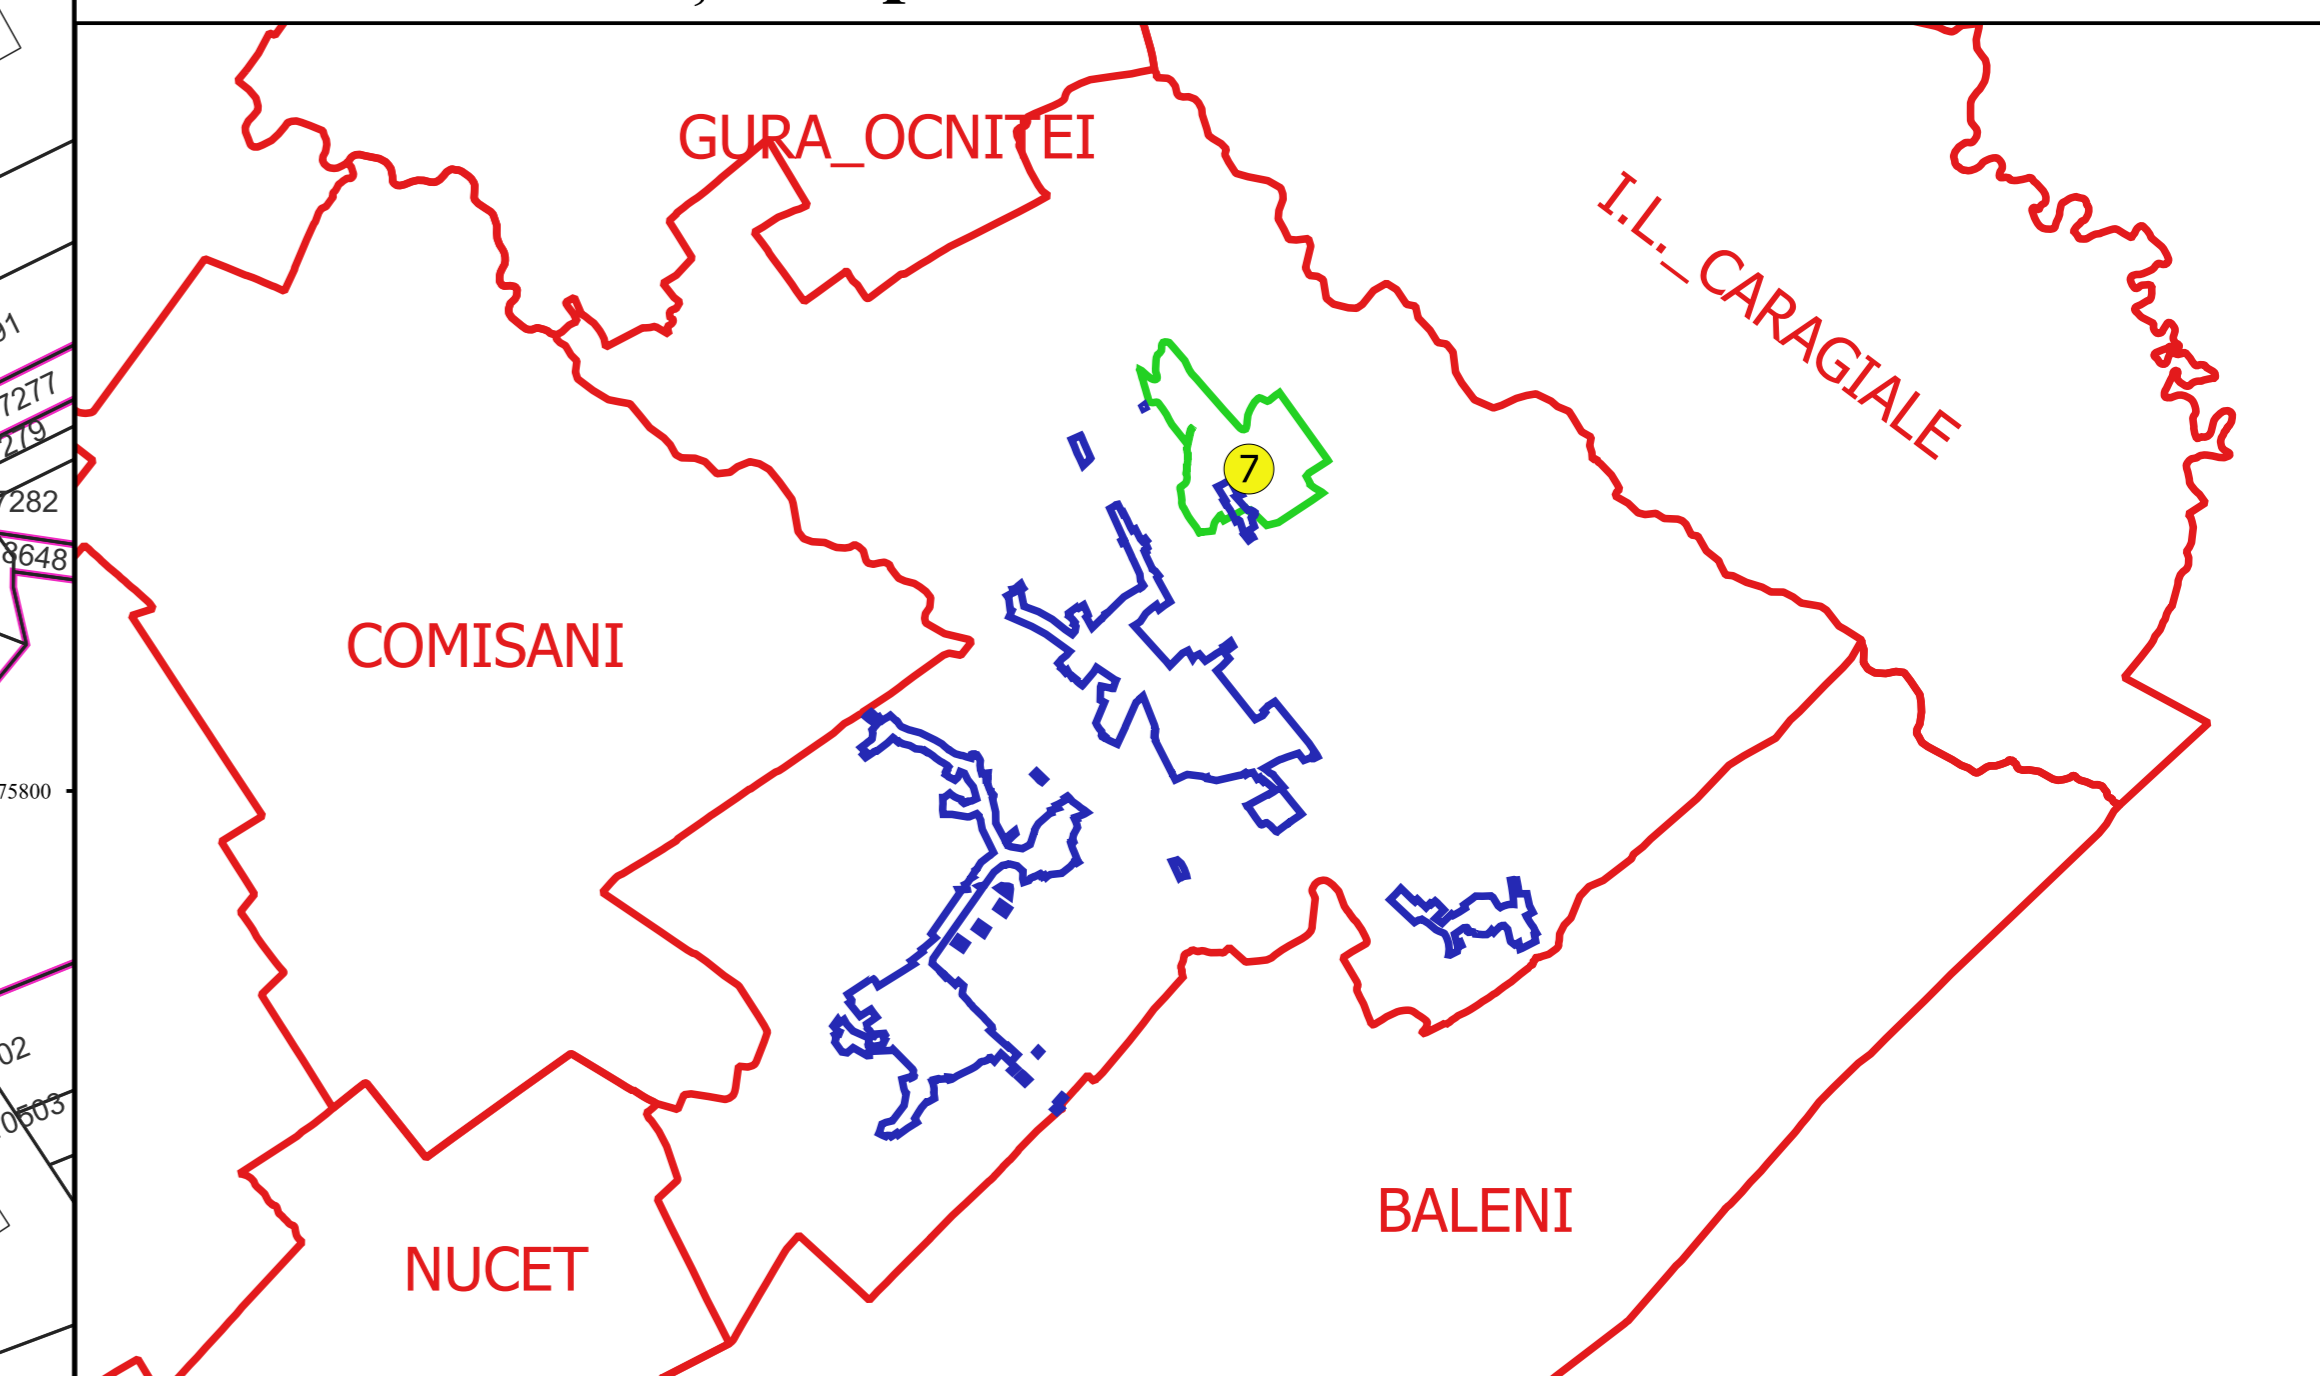 GURA_OCNITEI
I.L._CARAGIALE
7277
279
7
7282
8648
COMISANI
75800
02
0503
BALENI
NUCET